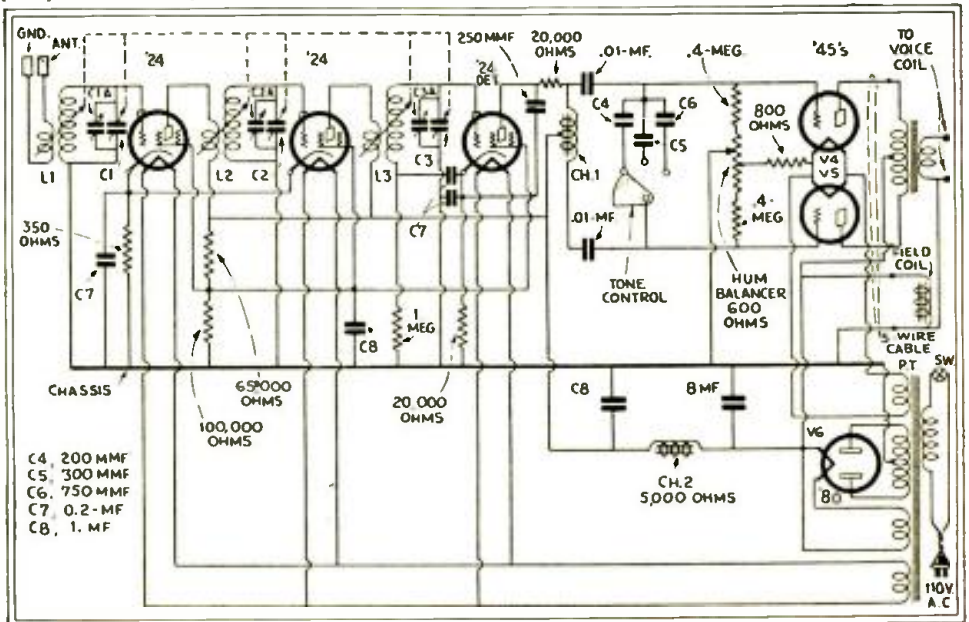 GND.
ANT.
'24
C1A
L1
C1
'24
C2A
L2
C2
'24
DET.
C3A
L3
C3
C7
250 MMF
20,000
OHMS
.01-MF.
C4
C6
C5
CH.1
.01-MF
TONE
CONTROL
.4-MEG.
800
OHMS
'45's
V4
V5
.4-
MEG
HUM
BALANCER
600
OHMS
TO
VOICE
COIL
FIELD
COIL
WIRE
CABLE
P.T
SW.
350
OHMS
C7
CHASSIS
65,000
OHMS
100,000
OHMS
C8
1
MEG
20,000
OHMS
C8
8 MF
CH.2
5,000 OHMS
V6
'80
110V.
A.C
C4, 200 MMF
C5, 300 MMF
C6, 750 MMF
C7, 0.2-MF
C8, 1. MF